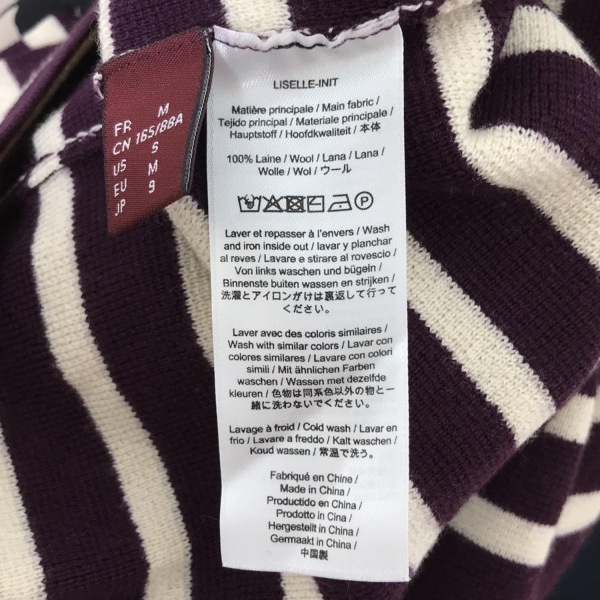 FR M
CN 165/88A
US S
EU M
JP 9
LISELLE-INIT
Matière principale / Main fabric /
Tejido principal / Materiale principale /
Hauptstoff / Hoofdkwaliteit / 本体
100% Laine / Wool / Lana / Lana /
Wolle / Wol / ウール
P
Laver et repasser à l'envers / Wash
and iron inside out / lavar y planchar
al reves / Lavare e stirare al rovescio /
Von links waschen und bügeln /
Binnenste buiten wassen en strijken /
洗濯とアイロンがけは裏返して行って
ください。
Laver avec des coloris similaires /
Wash with similar colors / Lavar con
colores similares / Lavare con colori
simili / Mit ähnlichen Farben
waschen / Wassen met dezelfde
kleuren / 色物は同系色以外の物と一
緒に洗わないでください。
Lavage à froid / Cold wash / Lavar en
frio / Lavare a freddo / Kalt waschen /
Koud wassen / 常温で洗う。
Fabriqué en Chine /
Made in China /
Producido en China /
Prodotto in Cina /
Hergestellt in China /
Germaakt in China /
中国製